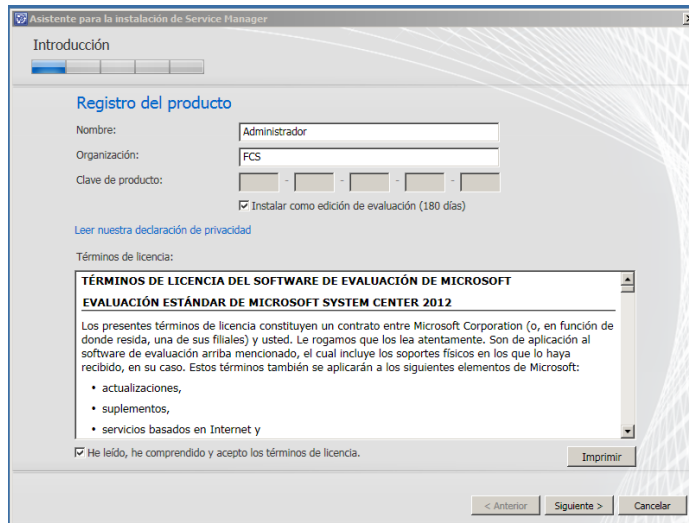 Asistente para la instalación de Service Manager
Introducción
Registro del producto
Nombre:
Administrador
Organización:
FCS
Clave de producto:
- - - -
Instalar como edición de evaluación (180 días)
Leer nuestra declaración de privacidad
Términos de licencia:
TÉRMINOS DE LICENCIA DEL SOFTWARE DE EVALUACIÓN DE MICROSOFT
EVALUACIÓN ESTÁNDAR DE MICROSOFT SYSTEM CENTER 2012
Los presentes términos de licencia constituyen un contrato entre Microsoft Corporation (o, en función de
donde resida, una de sus filiales) y usted. Le rogamos que los lea atentamente. Son de aplicación al
software de evaluación arriba mencionado, el cual incluye los soportes físicos en los que lo haya
recibido, en su caso. Estos términos también se aplicarán a los siguientes elementos de Microsoft:
• actualizaciones,
• suplementos,
• servicios basados en Internet y
He leído, he comprendido y acepto los términos de licencia.
Imprimir
< Anterior
Siguiente >
Cancelar